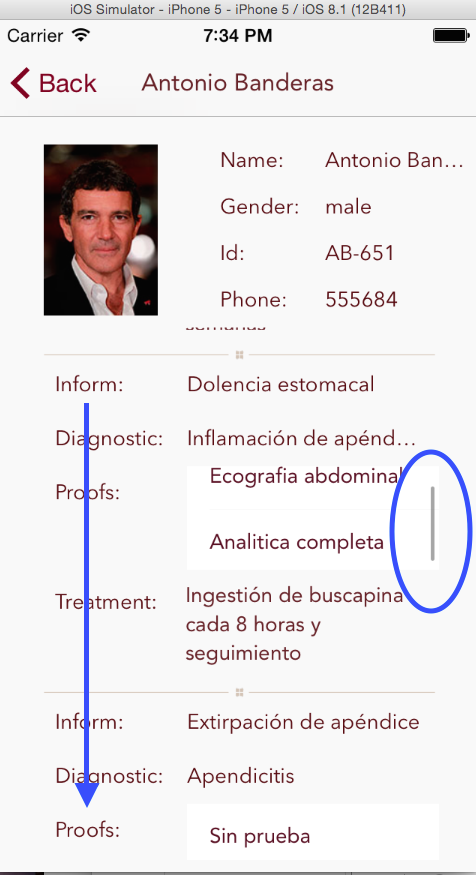 iOS Simulator - iPhone 5 - iPhone 5 / iOS 8.1 (12B411)
Carrier 7:34 PM
Back Antonio Banderas
Name: Antonio Ban...
Gender: male
Id: AB-651
Phone: 555684
semanas
Inform: Dolencia estomacal
Diagnostic: Inflamación de apénd...
Proofs: Ecografia abdominal
Analitica completa
Treatment: Ingestión de buscapina
cada 8 horas y
seguimiento
Inform: Extirpación de apéndice
Diagnostic: Apendicitis
Proofs: Sin prueba